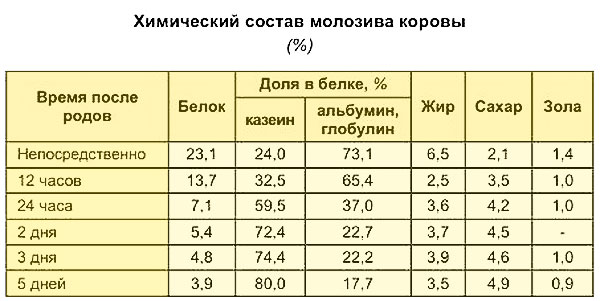 Химический состав молозива коровы
(%)
Время после родов Белок Доля в белке, % Жир Сахар Зола
казеин альбумин, глобулин
Непосредственно 23,1 24,0 73,1 6,5 2,1 1,4
12 часов 13,7 32,5 65,4 2,5 3,5 1,0
24 часа 7,1 59,5 37,0 3,6 4,2 1,0
2 дня 5,4 72,4 22,7 3,7 4,5 -
3 дня 4,8 74,4 22,2 3,9 4,6 1,0
5 дней 3,9 80,0 17,7 3,5 4,9 0,9